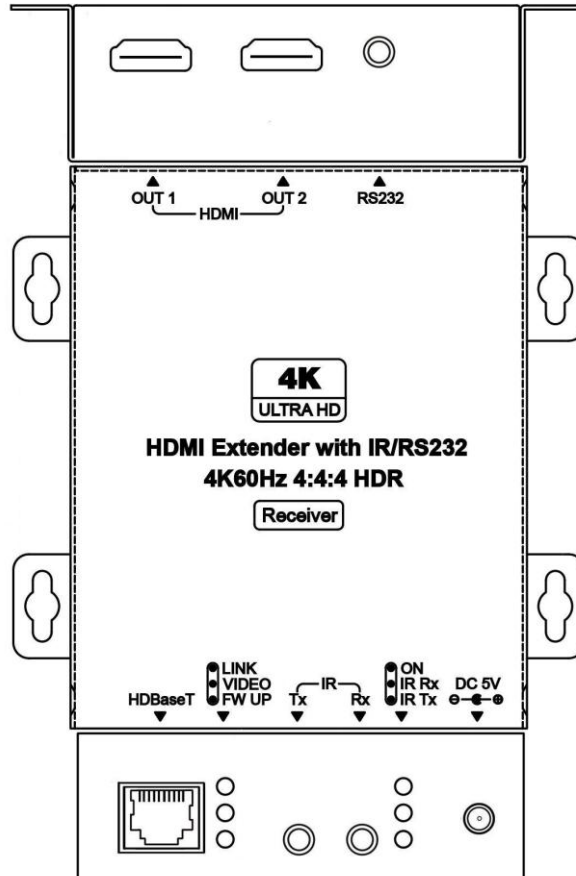 OUT 1 OUT 2 RS232
HDMI
4K
ULTRA HD
HDMI Extender with IR/RS232
4K60Hz 4:4:4 HDR
Receiver
LINK ON
VIDEO IR IR Rx DC 5V
HDBaseT FW UP Tx Rx IR Tx